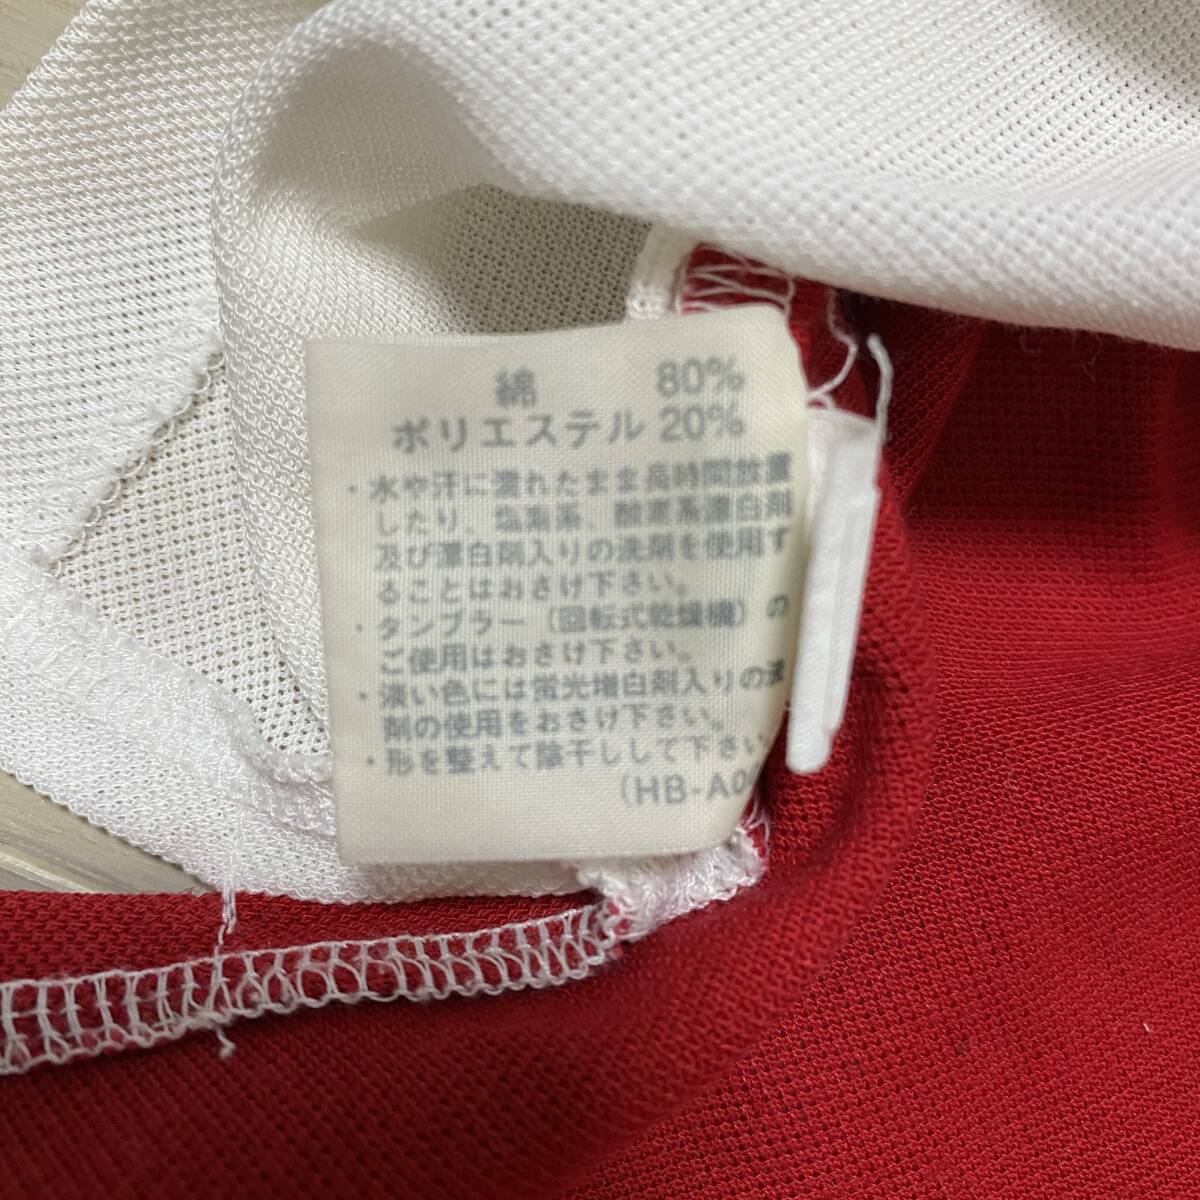 綿 80%
ポリエステル 20%
・水や汗に濡れたまま長時間放置
したり、塩素系、酸素系漂白剤
及び漂白剤入りの洗剤を使用す
ることはおさけ下さい。
・タンブラー（回転式乾燥機）の
ご使用はおさけ下さい。
・淡い色には蛍光増白剤入りの洗
剤の使用をおさけ下さい。
・形を整えて陰干しして下さい
（HB-A0